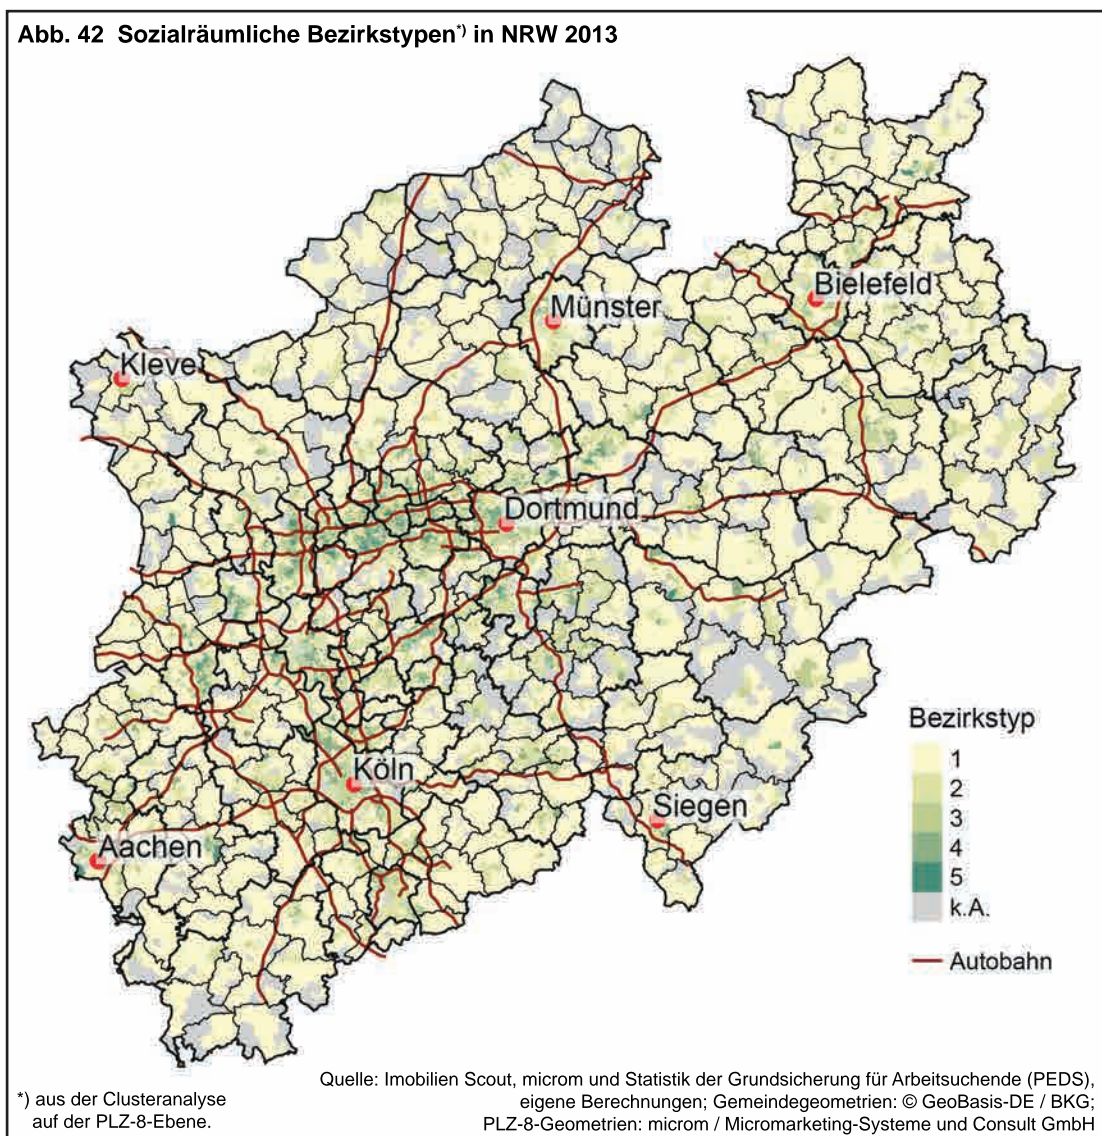 Abb. 42 Sozialräumliche Bezirkstypen*) in NRW 2013
Bielefeld
Münster
Kleve
Dortmund
Bezirkstyp
1
2
3
4
5
k.A.
Autobahn
Köln
Siegen
Aachen
*) aus der Clusteranalyse
auf der PLZ-8-Ebene.
Quelle: Imobilien Scout, microm und Statistik der Grundsicherung für Arbeitsuchende (PEDS),
eigene Berechnungen; Gemeindegeometrien: © GeoBasis-DE / BKG;
PLZ-8-Geometrien: microm / Micromarketing-Systeme und Consult GmbH